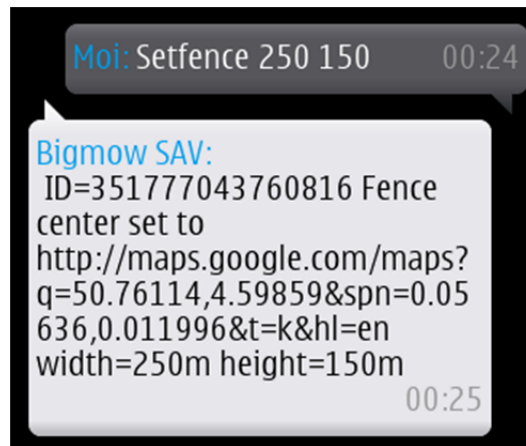 Moi: Setfence 250 150 00:24
Bigmow SAV:
ID=351777043760816 Fence
center set to
http://maps.google.com/maps?
q=50.76114,4.59859&spn=0.05
636,0.011996&t=k&hl=en
width=250m height=150m
00:25